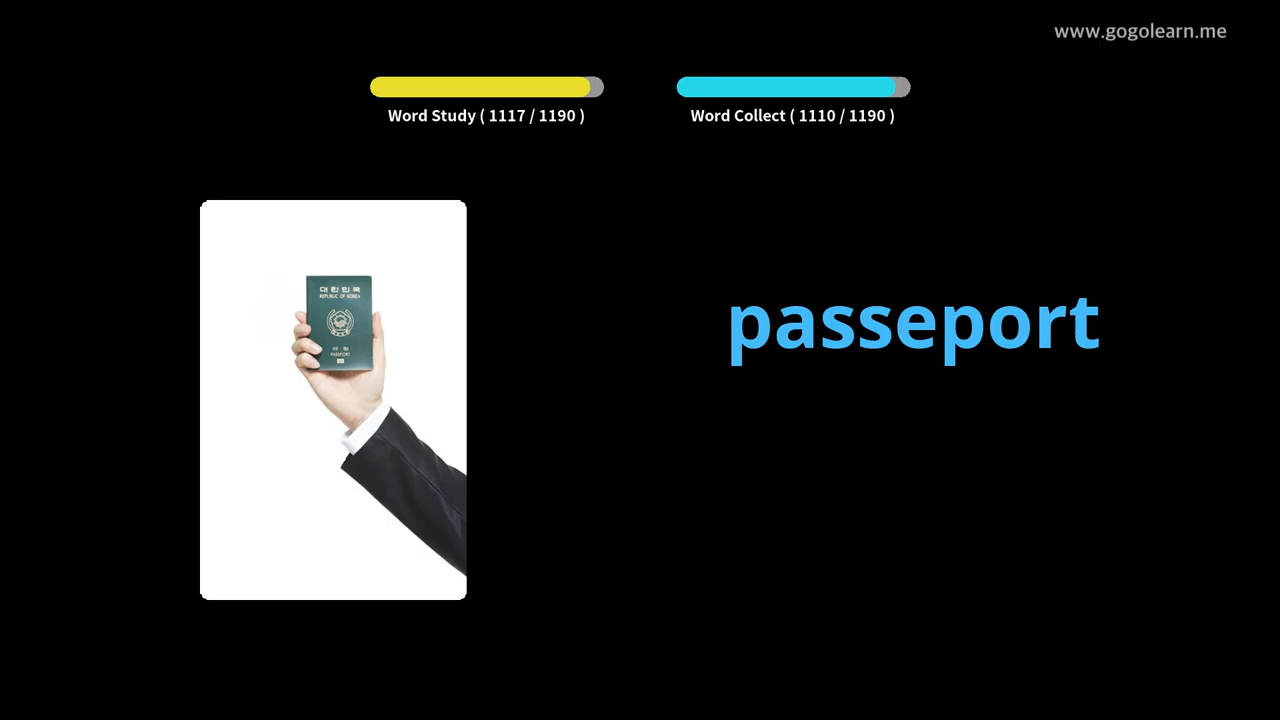 www.gogolearn.me
Word Study ( 1117 / 1190 )
Word Collect ( 1110 / 1190 )
대한민국
REPUBLIC OF KOREA
여 권
PASSPORT
passeport